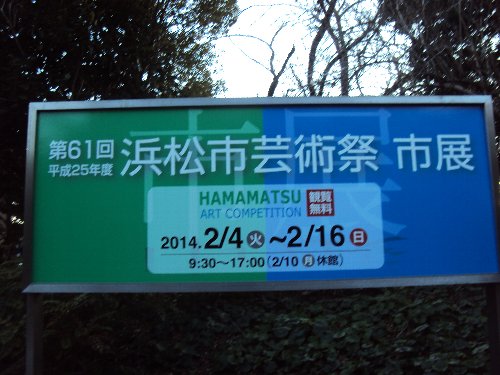 第61回
平成25年度
浜松市芸術祭 市展
HAMAMATSU
ART COMPETITION
観覧
無料
2014. 2/4 火 〜2/16 日
9:30〜17:00 (2/10 月 休館)
市展